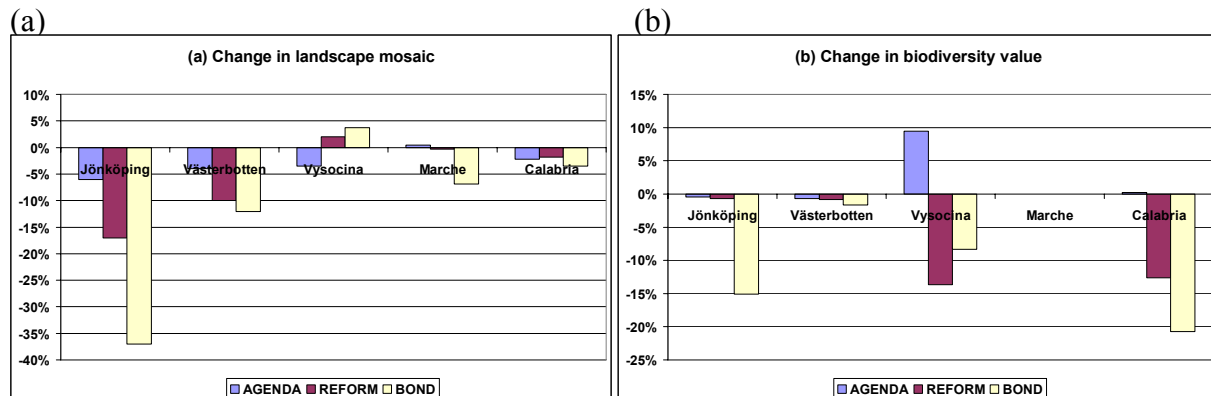 (a)
(a) Change in landscape mosaic
10%
5%
0%
-5%
-10%
-15%
-20%
-25%
-30%
-35%
-40%
Jönköping Västerbotten Vysocina Marche Calabria
AGENDA REFORM BOND
(b)
(b) Change in biodiversity value
15%
10%
5%
0%
-5%
-10%
-15%
-20%
-25%
Jönköping Västerbotten Vysocina Marche Calabria
AGENDA REFORM BOND